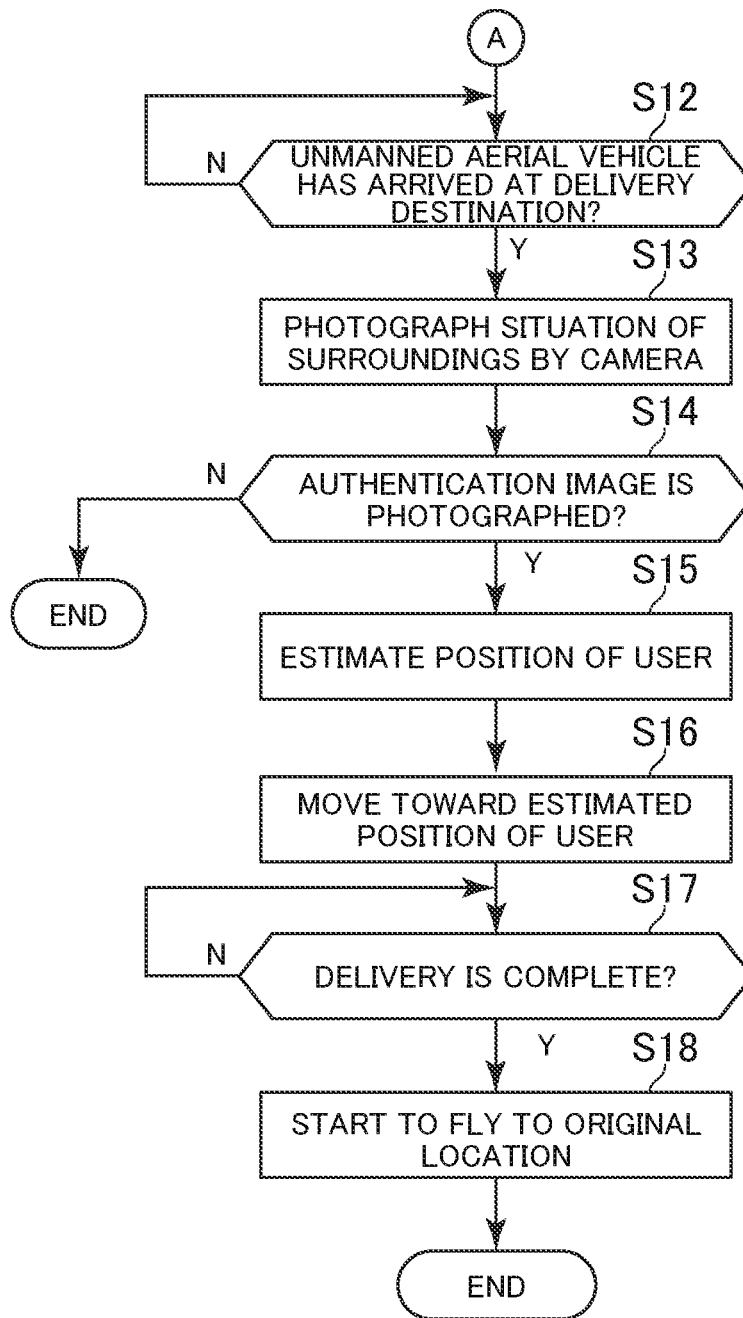 A
S12
N
UNMANNED AERIAL VEHICLE
HAS ARRIVED AT DELIVERY
DESTINATION?
Y
S13
PHOTOGRAPH SITUATION OF
SURROUNDINGS BY CAMERA
S14
N
AUTHENTICATION IMAGE IS
PHOTOGRAPHED?
Y
S15
END
ESTIMATE POSITION OF USER
S16
MOVE TOWARD ESTIMATED
POSITION OF USER
S17
N
DELIVERY IS COMPLETE?
Y
S18
START TO FLY TO ORIGINAL
LOCATION
END